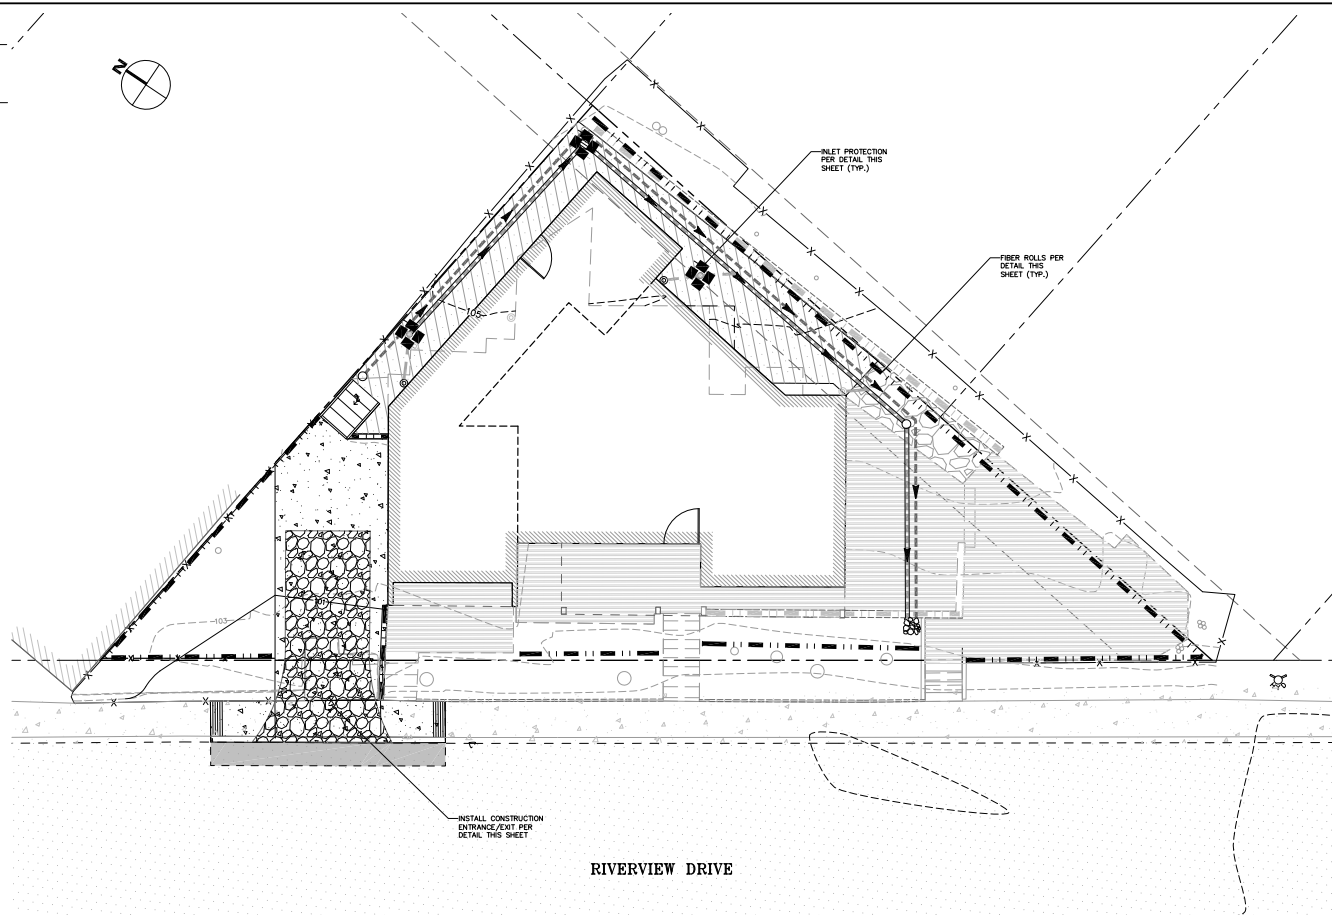 N
INLET PROTECTION
PER DETAIL THIS
SHEET (TYP.)
FIBER ROLLS PER
DETAIL THIS
SHEET (TYP.)
105
103
INSTALL CONSTRUCTION
ENTRANCE/EXIT PER
DETAIL THIS SHEET
RIVERVIEW DRIVE